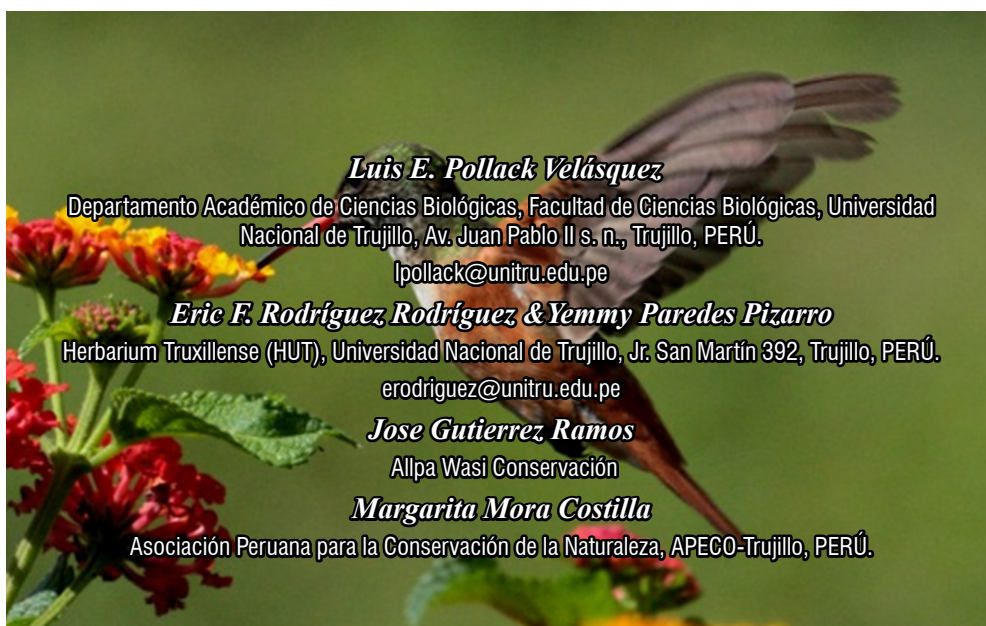 Luis E. Pollack Velásquez
Departamento Académico de Ciencias Biológicas, Facultad de Ciencias Biológicas, Universidad
Nacional de Trujillo, Av. Juan Pablo II s. n., Trujillo, PERÚ.
lpollack@unitru.edu.pe
Eric F. Rodríguez Rodríguez &Yemmy Paredes Pizarro
Herbarium Truxillense (HUT), Universidad Nacional de Trujillo, Jr. San Martín 392, Trujillo, PERÚ.
erodriguez@unitru.edu.pe
Jose Gutierrez Ramos
Allpa Wasi Conservación
Margarita Mora Costilla
Asociación Peruana para la Conservación de la Naturaleza, APECO-Trujillo, PERÚ.